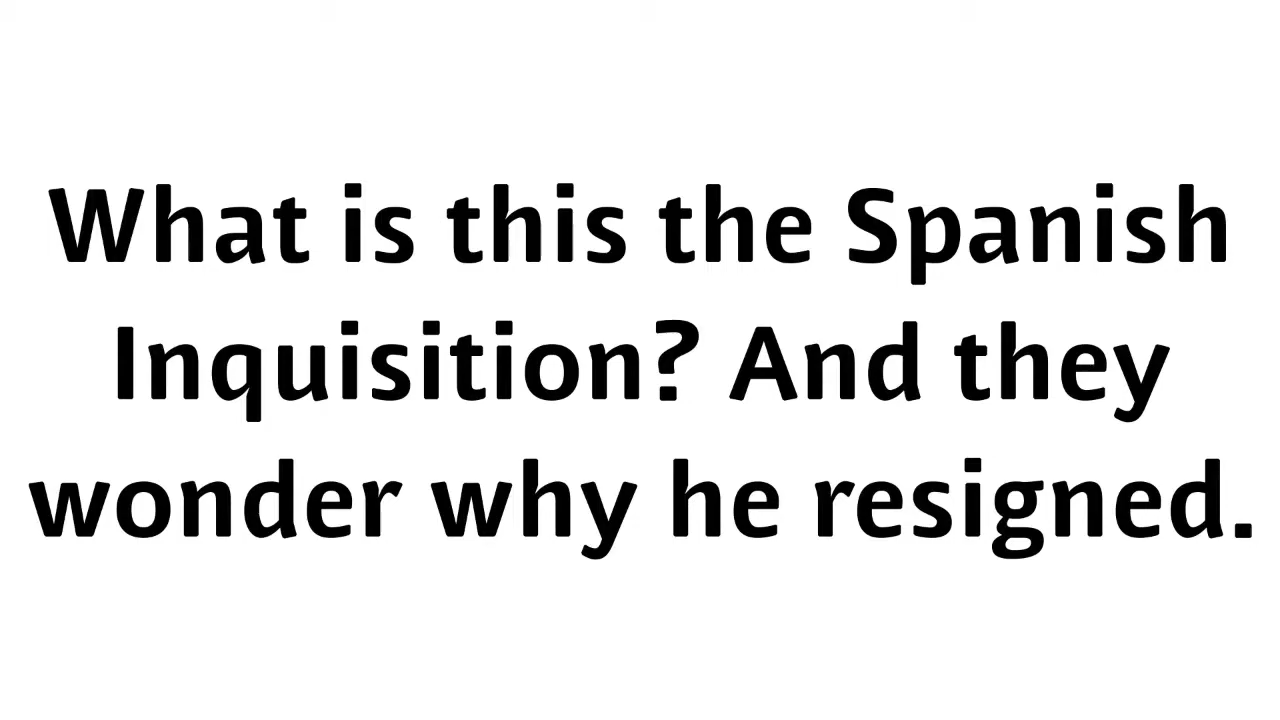 What is this the Spanish
Inquisition? And they
wonder why he resigned.